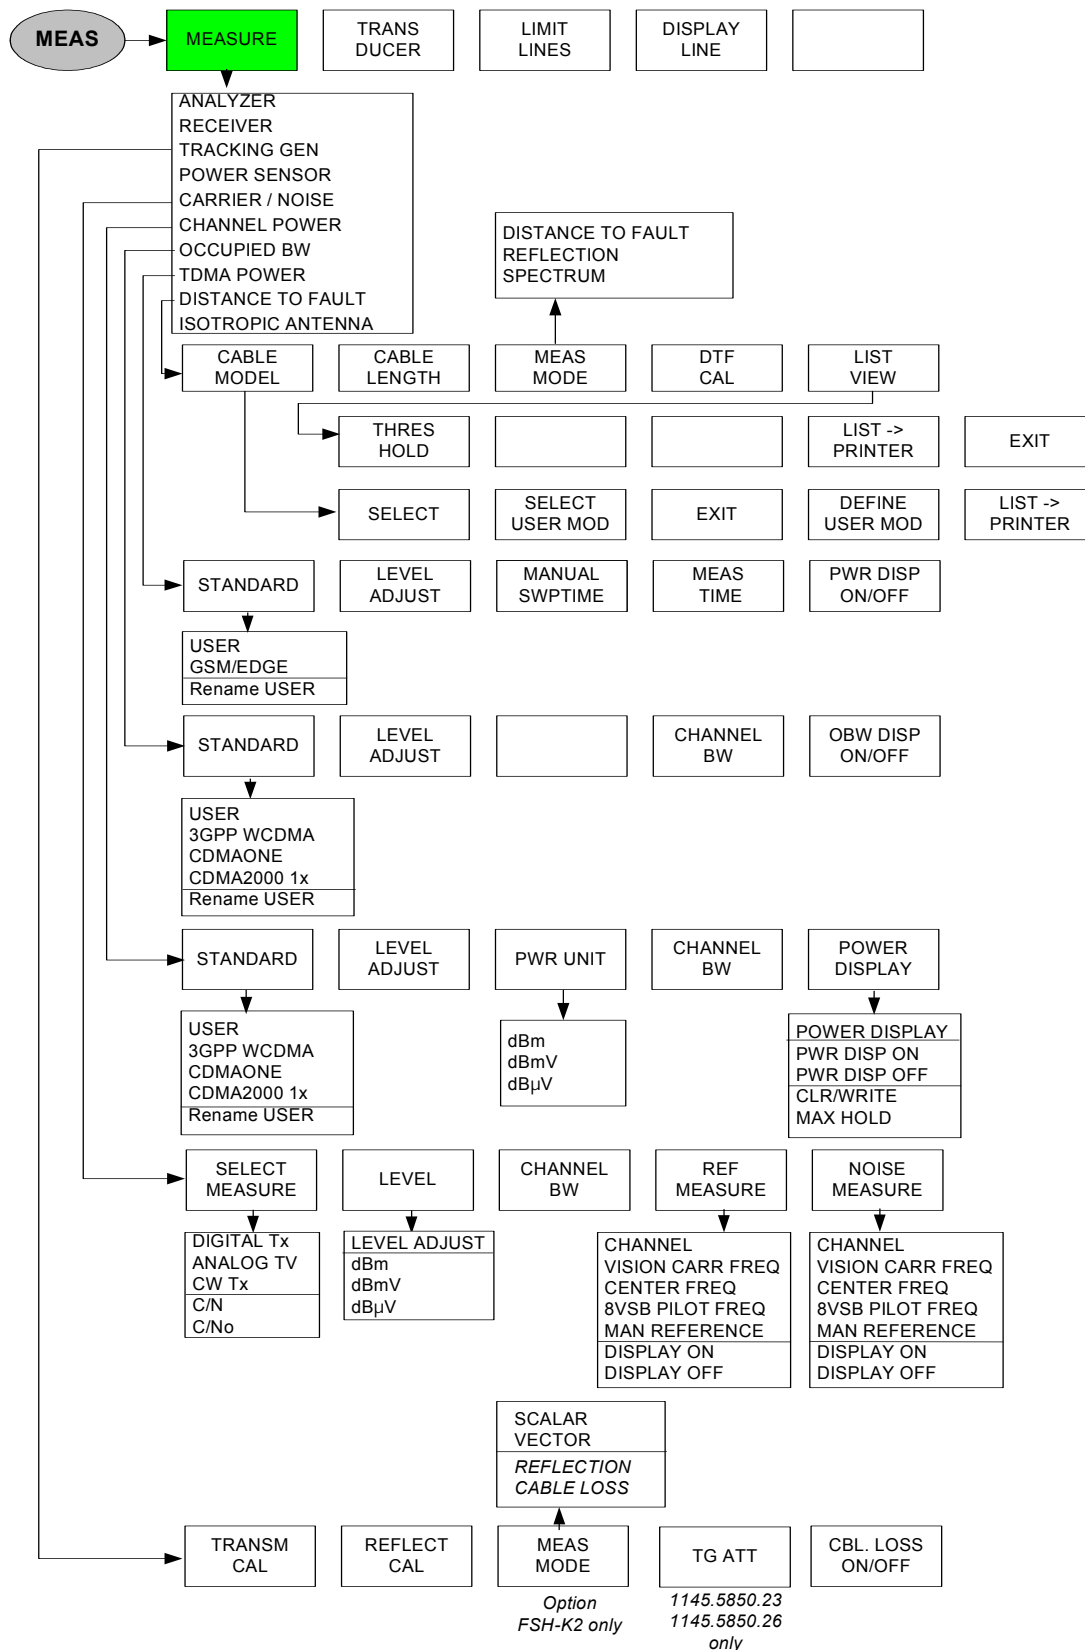 MEAS
MEASURE
TRANS
DUCER
LIMIT
LINES
DISPLAY
LINE
ANALYZER
RECEIVER
TRACKING GEN
POWER SENSOR
CARRIER / NOISE
CHANNEL POWER
OCCUPIED BW
TDMA POWER
DISTANCE TO FAULT
ISOTROPIC ANTENNA
DISTANCE TO FAULT
REFLECTION
SPECTRUM
CABLE
MODEL
CABLE
LENGTH
MEAS
MODE
DTF
CAL
LIST
VIEW
THRES
HOLD
LIST ->
PRINTER
EXIT
SELECT
SELECT
USER MOD
EXIT
DEFINE
USER MOD
LIST ->
PRINTER
STANDARD
LEVEL
ADJUST
MANUAL
SWPTIME
MEAS
TIME
PWR DISP
ON/OFF
USER
GSM/EDGE
Rename USER
STANDARD
LEVEL
ADJUST
CHANNEL
BW
OBW DISP
ON/OFF
USER
3GPP WCDMA
CDMAONE
CDMA2000 1x
Rename USER
STANDARD
LEVEL
ADJUST
PWR UNIT
CHANNEL
BW
POWER
DISPLAY
USER
3GPP WCDMA
CDMAONE
CDMA2000 1x
Rename USER
dBm
dBmV
dBµV
POWER DISPLAY
PWR DISP ON
PWR DISP OFF
CLR/WRITE
MAX HOLD
SELECT
MEASURE
LEVEL
CHANNEL
BW
REF
MEASURE
NOISE
MEASURE
DIGITAL Tx
ANALOG TV
CW Tx
C/N
C/No
LEVEL ADJUST
dBm
dBmV
dBµV
CHANNEL
VISION CARR FREQ
CENTER FREQ
8VSB PILOT FREQ
MAN REFERENCE
DISPLAY ON
DISPLAY OFF
CHANNEL
VISION CARR FREQ
CENTER FREQ
8VSB PILOT FREQ
MAN REFERENCE
DISPLAY ON
DISPLAY OFF
SCALAR
VECTOR
REFLECTION
CABLE LOSS
TRANSM
CAL
REFLECT
CAL
MEAS
MODE
TG ATT
CBL. LOSS
ON/OFF
Option
FSH-K2 only
1145.5850.23
1145.5850.26
only